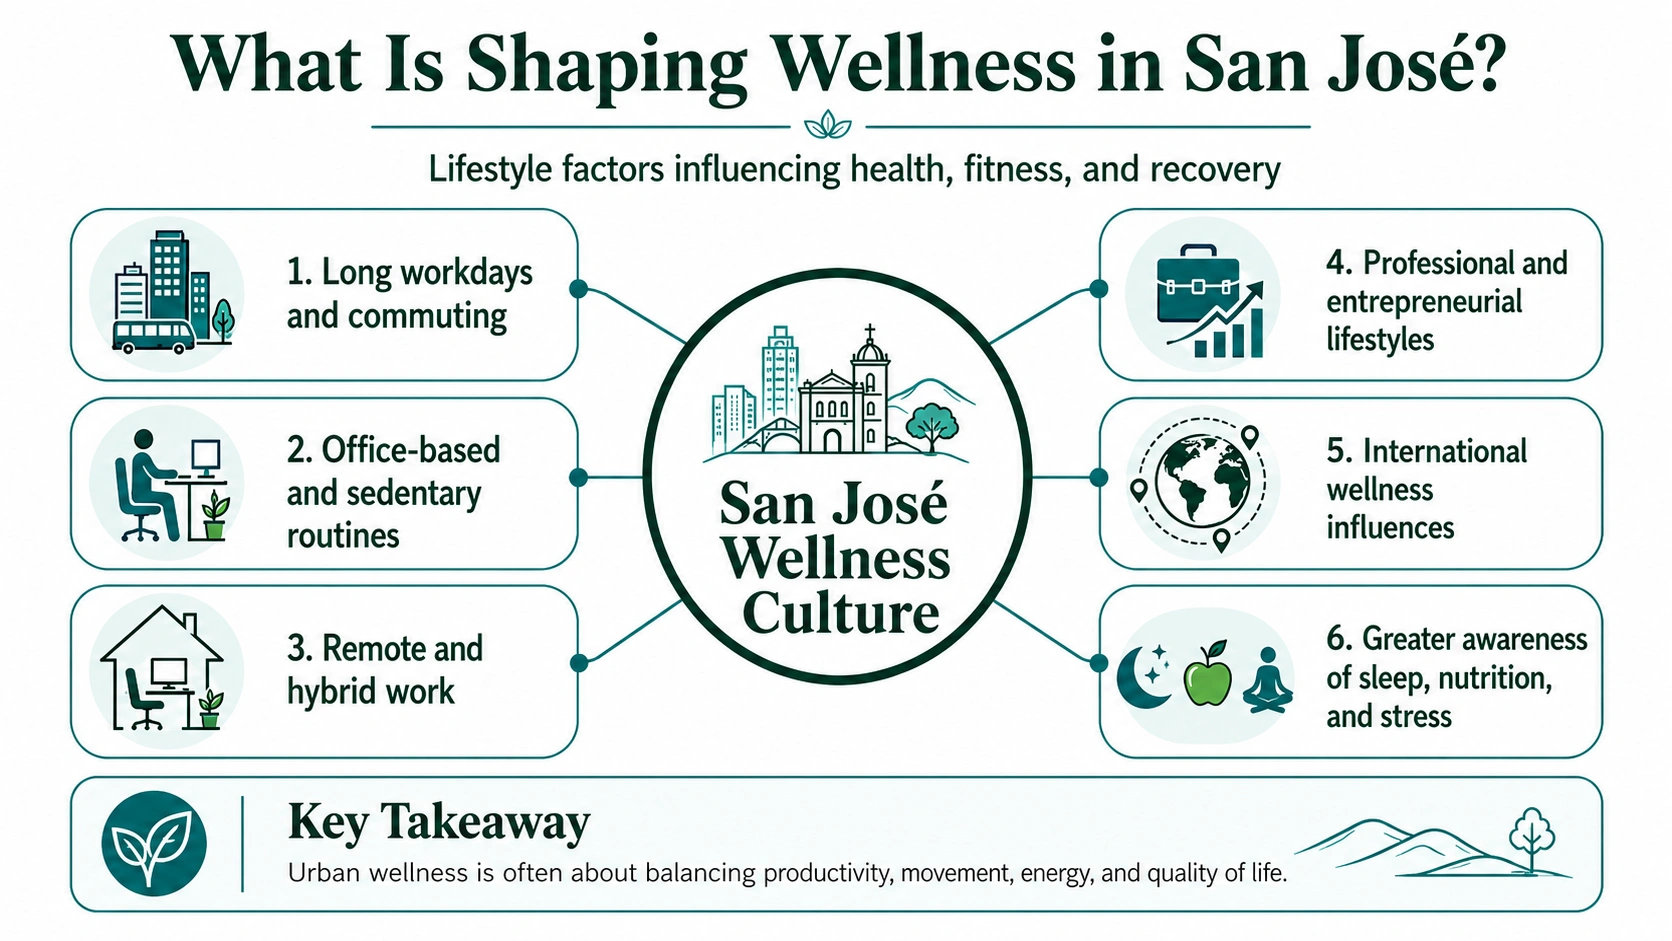 What Is Shaping Wellness in San José?
Lifestyle factors influencing health, fitness, and recovery
1. Long workdays
and commuting
2. Office-based
and sedentary
routines
3. Remote and
hybrid work
San José
Wellness
Culture
4. Professional and
entrepreneurial
lifestyles
5. International
wellness
influences
6. Greater awareness
of sleep, nutrition,
and stress
Key Takeaway
Urban wellness is often about balancing productivity, movement, energy, and quality of life.